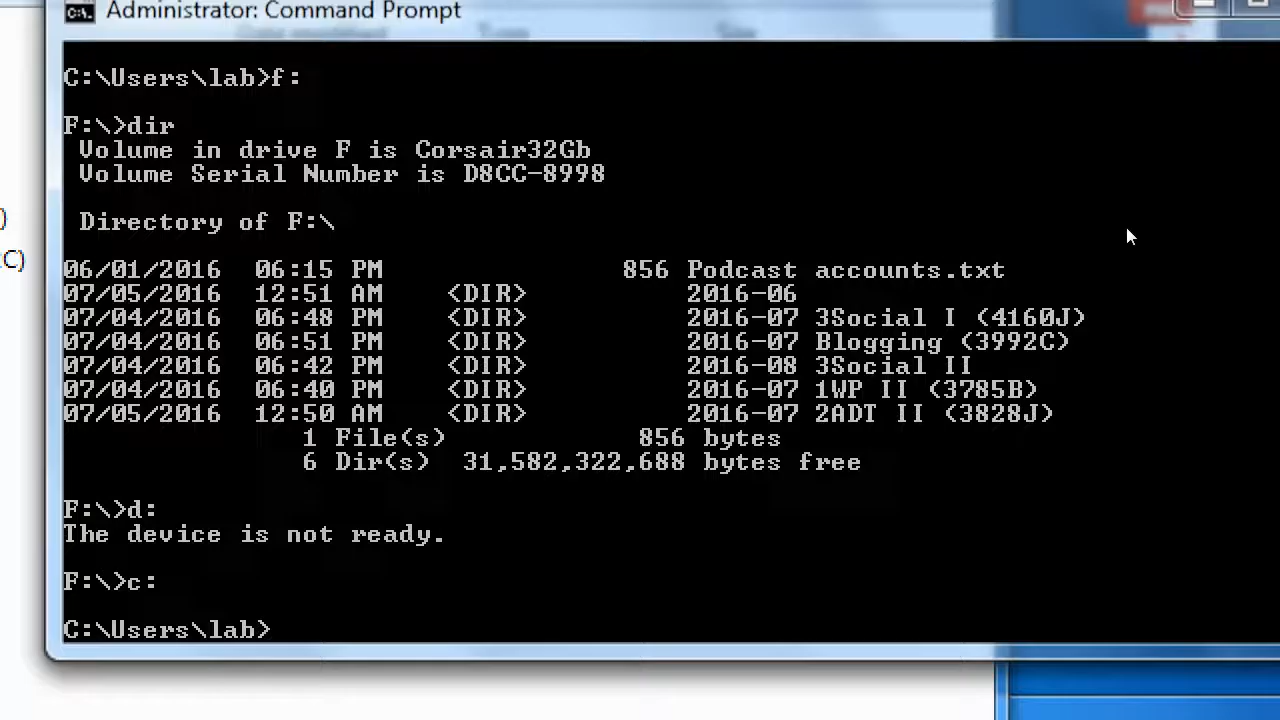 Administrator: Command Prompt
Date modified Type Size
C:\Users\lab>f:
F:\>dir
Volume in drive F is Corsair32Gb
Volume Serial Number is D8CC-8998
Directory of F:\
06/01/2016 06:15 PM 856 Podcast accounts.txt
07/05/2016 12:51 AM <DIR> 2016-06
07/04/2016 06:48 PM <DIR> 2016-07 3Social I (4160J)
07/04/2016 06:51 PM <DIR> 2016-07 Blogging (3992C)
07/04/2016 06:42 PM <DIR> 2016-08 3Social II
07/04/2016 06:40 PM <DIR> 2016-07 1WP II (3785B)
07/05/2016 12:50 AM <DIR> 2016-07 2ADT II (3828J)
1 File(s) 856 bytes
6 Dir(s) 31,582,322,688 bytes free
F:\>d:
The device is not ready.
F:\>c:
C:\Users\lab>
)
C)